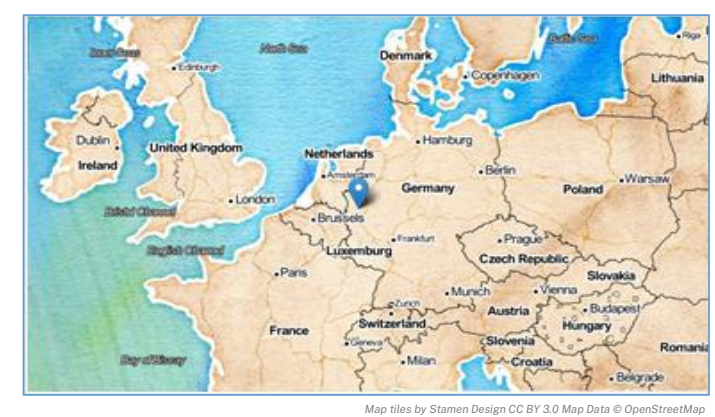 Riga
Baltic Sea
North Sea
Inner Seas
Denmark
Edinburgh
Copenhagen
Lithuania
Dublin
United Kingdom
Hamburg
Ireland
Netherlands
Amsterdam
Berlin
Germany
Warsaw
Poland
London
Bristol Channel
Brussels
English Channel
Frankfurt
Prague
Luxemburg
Czech Republic
Paris
Slovakia
Munich
Vienna
Zurich
Austria
Budapest
Switzerland
Hungary
France
Geneva
Slovenia
Romania
Bay of Biscay
Milan
Croatia
Belgrade
Map tiles by Stamen Design CC BY 3.0 Map Data © OpenStreetMap